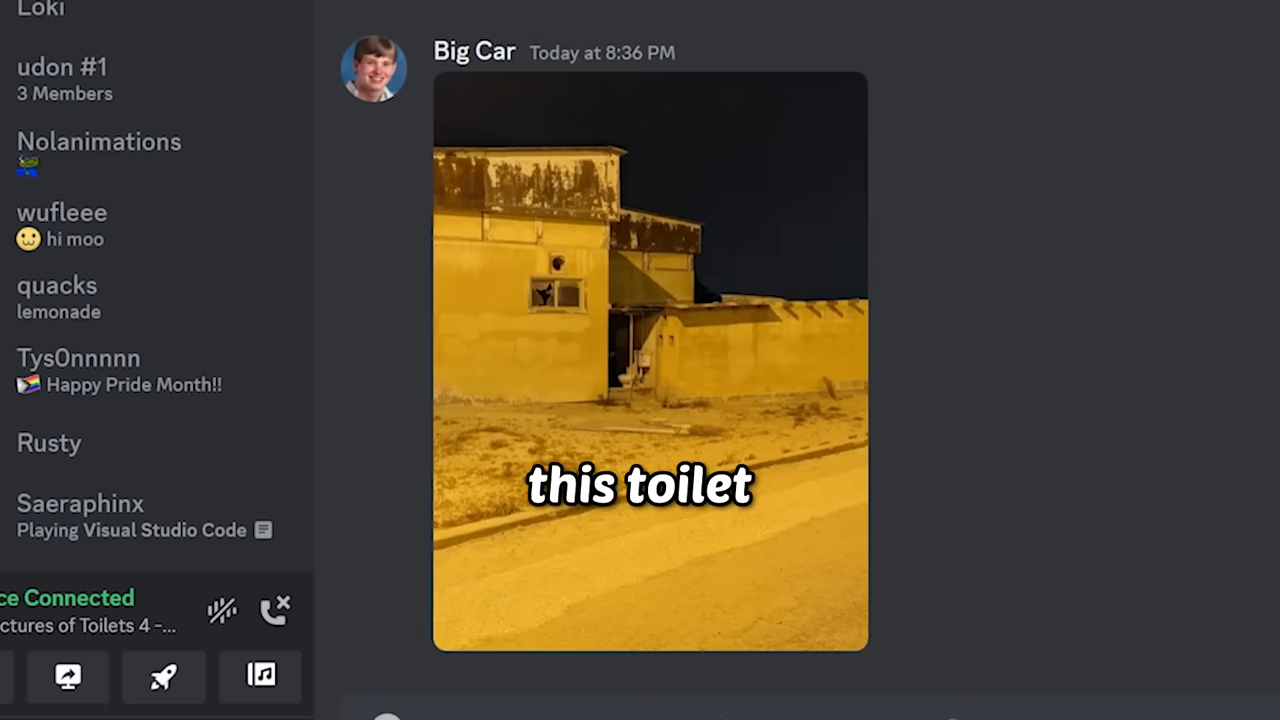 Loki
udon #1
3 Members
Nolanimations
wufleee
hi moo
quacks
lemonade
Tys0nnnnn
Happy Pride Month!!
Rusty
Saeraphinx
Playing Visual Studio Code
ce Connected
ctures of Toilets 4 -...
Big Car Today at 8:36 PM
this toilet